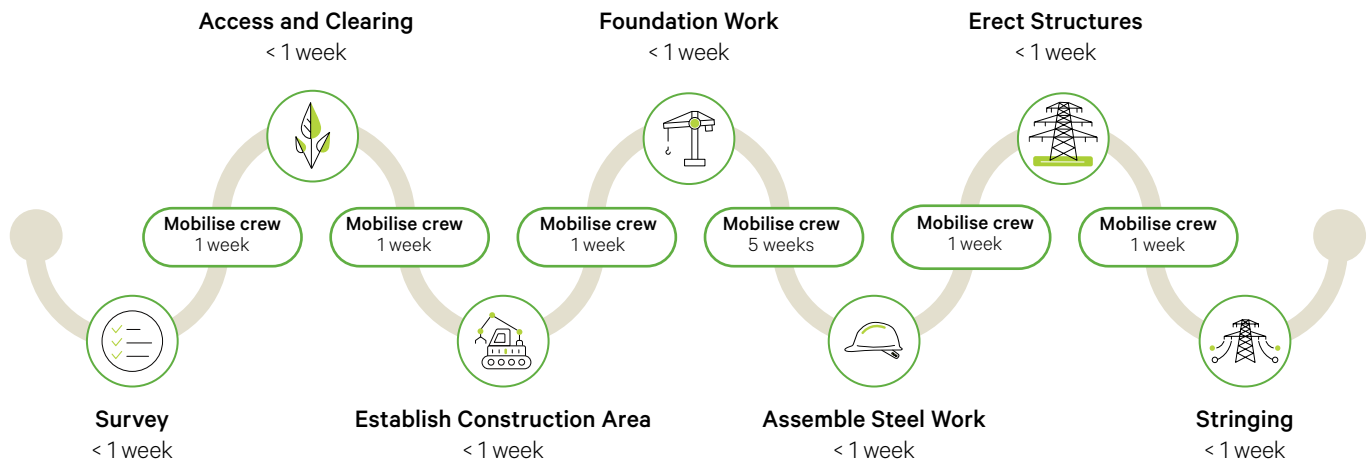 Access and Clearing
< 1 week
Foundation Work
< 1 week
Erect Structures
< 1 week
Mobilise crew
1 week
Mobilise crew
1 week
Mobilise crew
1 week
Mobilise crew
5 weeks
Mobilise crew
1 week
Mobilise crew
1 week
Survey
< 1 week
Establish Construction Area
< 1 week
Assemble Steel Work
< 1 week
Stringing
< 1 week